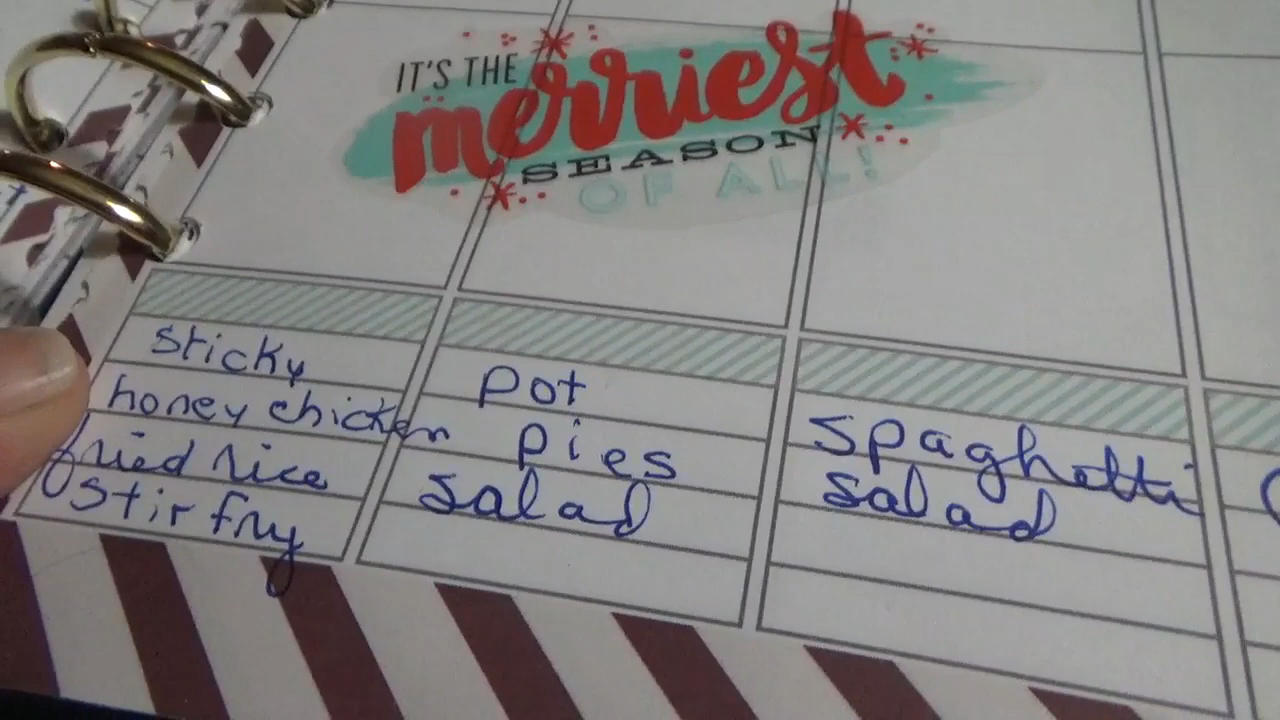 IT'S THE
merriest
SEASON
OF ALL!
sticky
honey chicken
fried rice
stir fry
pot
pies
salad
spaghetti
salad